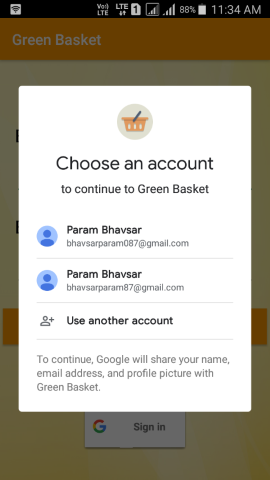 Vo)) LTE LTE 1 88% 11:34 AM
Green Basket
Choose an account
to continue to Green Basket
Param Bhavsar
bhavsarparam087@gmail.com
Param Bhavsar
bhavsarparam87@gmail.com
Use another account
To continue, Google will share your name,
email address, and profile picture with
Green Basket.
G Sign in